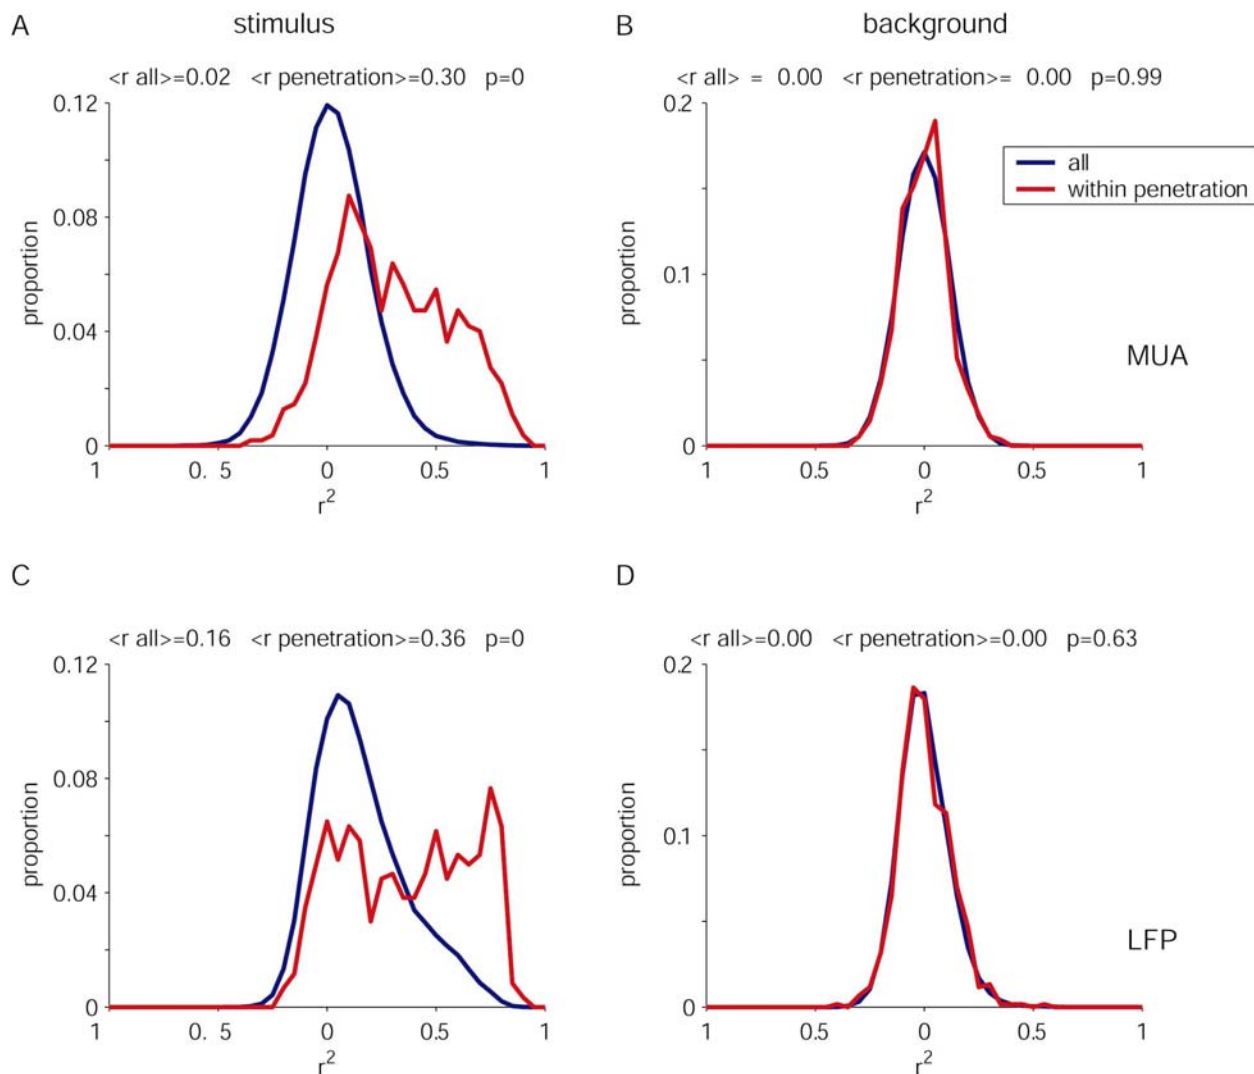 A
stimulus
<r all>=0.02 <r penetration>=0.30 p=0
0.12
0.08
0.04
0
proportion
1 0. 5 0 0.5 1
r²
B
background
<r all> = 0.00 <r penetration>= 0.00 p=0.99
0.2
0.1
0
proportion
all
within penetration
MUA
1 0.5 0 0.5 1
r²
C
<r all>=0.16 <r penetration>=0.36 p=0
0.12
0.08
0.04
0
proportion
1 0. 5 0 0.5 1
r²
D
<r all>=0.00 <r penetration>=0.00 p=0.63
0.2
0.1
0
proportion
LFP
1 0.5 0 0.5 1
r²